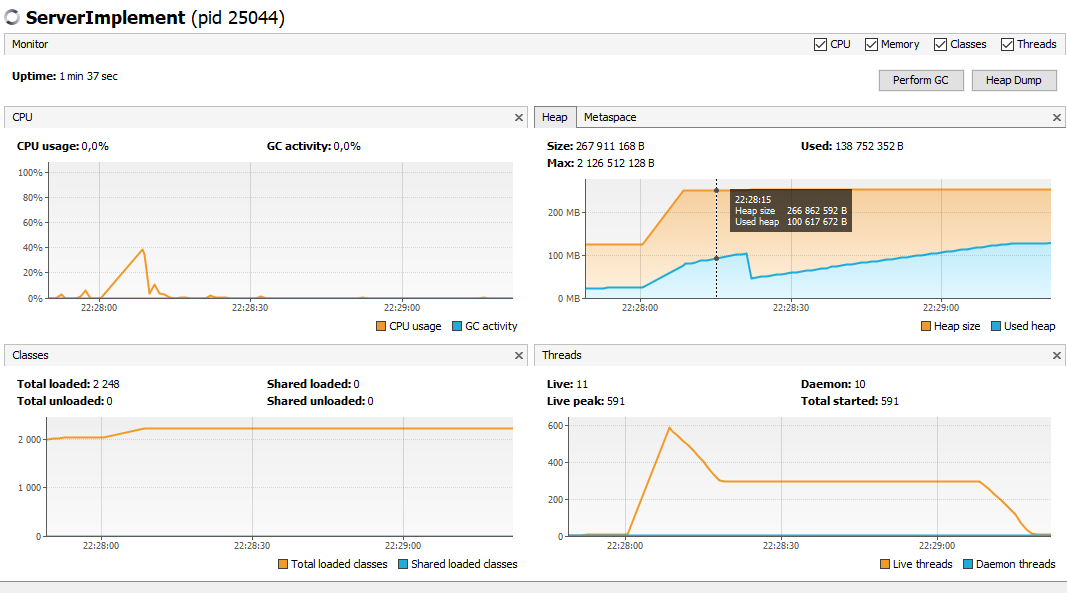 ServerImplement (pid 25044)
Monitor
CPU Memory Classes Threads
Uptime: 1 min 37 sec
Perform GC Heap Dump
CPU
CPU usage: 0,0% GC activity: 0,0%
100%
80%
60%
40%
20%
0%
22:28:00 22:28:30 22:29:00
CPU usage GC activity
Heap Metaspace
Size: 267 911 168 B Used: 138 752 352 B
Max: 2 126 512 128 B
22:28:15
Heap size 266 862 592 B
Used heap 100 617 672 B
200 MB
100 MB
0 MB
22:28:00 22:28:30 22:29:00
Heap size Used heap
Classes
Total loaded: 2 248 Shared loaded: 0
Total unloaded: 0 Shared unloaded: 0
2 000
1 000
0
22:28:00 22:28:30 22:29:00
Total loaded classes Shared loaded classes
Threads
Live: 11 Daemon: 10
Live peak: 591 Total started: 591
600
400
200
0
22:28:00 22:28:30 22:29:00
Live threads Daemon threads